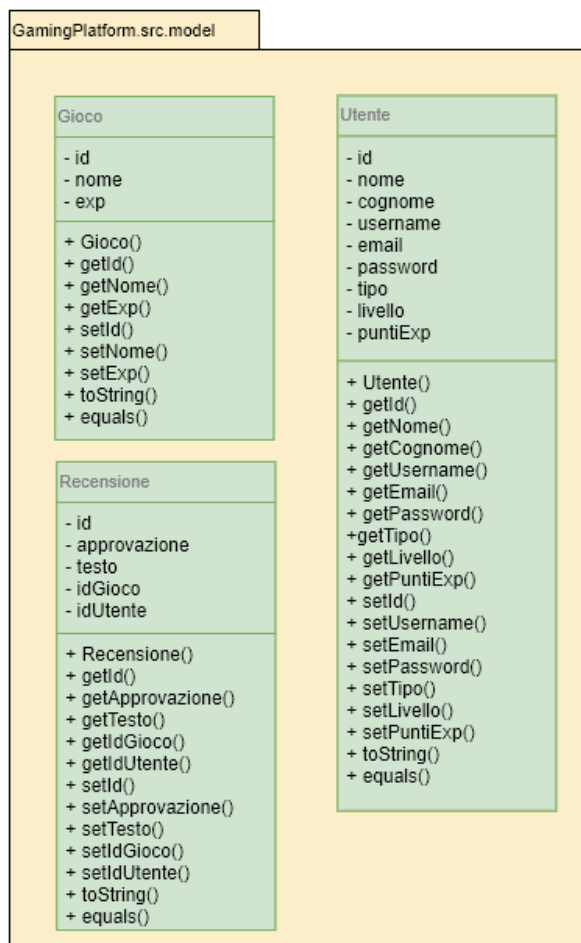 GamingPlatform.src.model
Gioco
- id
- nome
- exp
+ Gioco()
+ getId()
+ getNome()
+ getExp()
+ setId()
+ setNome()
+ setExp()
+ toString()
+ equals()
Recensione
- id
- approvazione
- testo
- idGioco
- idUtente
+ Recensione()
+ getId()
+ getApprovazione()
+ getTesto()
+ getIdGioco()
+ getIdUtente()
+ setId()
+ setApprovazione()
+ setTesto()
+ setIdGioco()
+ setIdUtente()
+ toString()
+ equals()
Utente
- id
- nome
- cognome
- username
- email
- password
- tipo
- livello
- puntiExp
+ Utente()
+ getId()
+ getNome()
+ getCognome()
+ getUsername()
+ getEmail()
+ getPassword()
+getTipo()
+ getLivello()
+ getPuntiExp()
+ setId()
+ setUsername()
+ setEmail()
+ setPassword()
+ setTipo()
+ setLivello()
+ setPuntiExp()
+ toString()
+ equals()